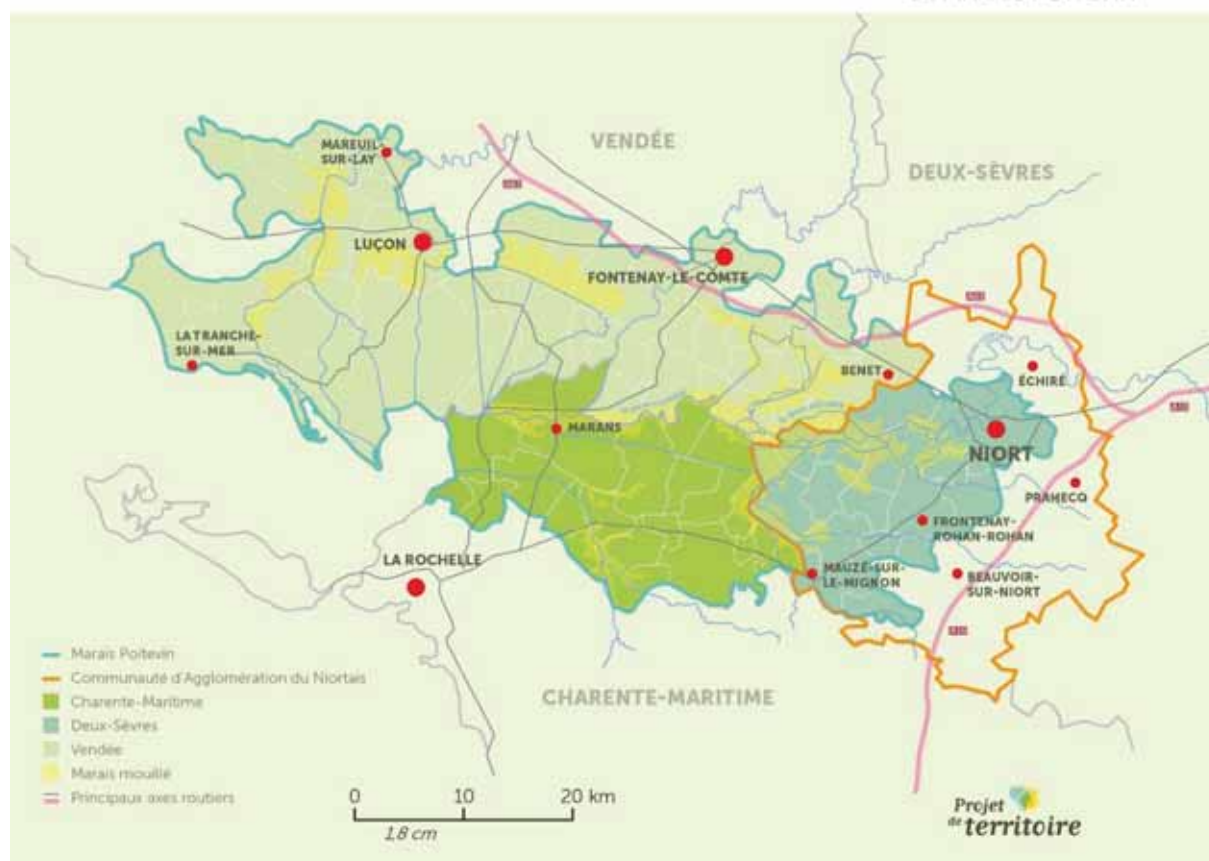 VENDÉE
DEUX-SÈVRES
MAREUIL-
SUR-LAY
LUÇON
FONTENAY-LE-COMTE
LA TRANCHE-
SUR-MER
BENET
ÉCHIRÉ
MARANS
NIORT
PRAHECQ
FRONTENAY-
ROHAN-ROHAN
LA ROCHELLE
MAUZÉ-SUR-
LE-MIGNON
BEAUVOIR-
SUR-NIORT
CHARENTE-MARITIME
Marais Poitevin
Communauté d'Agglomération du Niortais
Charente-Maritime
Deux-Sèvres
Vendée
Marais mouillé
Principaux axes routiers
0 10 20 km
1,8 cm
Projet
de territoire